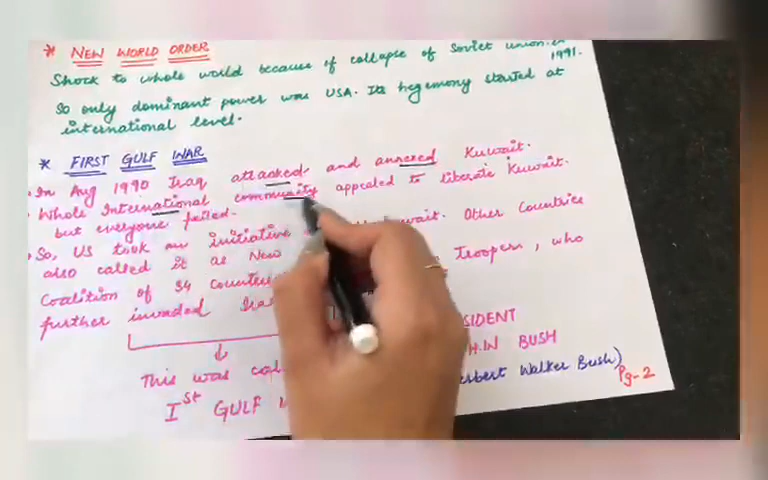 * NEW WORLD ORDER
Shock to whole world because of collapse of Soviet union in 1991.
So only dominant power was USA. Its hegemony started at
international level.
* FIRST GULF WAR
• In Aug 1990 Iraq attacked and annexed Kuwait.
• Whole International community appealed to liberate Kuwait.
but everyone failed.
• So, US took an initiative Kuwait. Other Countries
also called it as New
Coalition of 34 Countries Troopers, who
further invaded
This was
Ist GULF
H.W BUSH
Walker Bush)
Pg-2